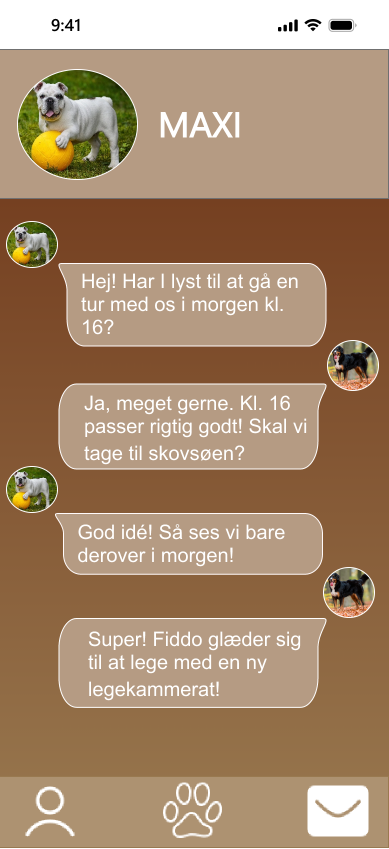 9:41
MAXI
Hej! Har I lyst til at gå en
tur med os i morgen kl.
16?
Ja, meget gerne. Kl. 16
passer rigtig godt! Skal vi
tage til skovsøen?
God idé! Så ses vi bare
derover i morgen!
Super! Fiddo glæder sig
til at lege med en ny
legekammerat!